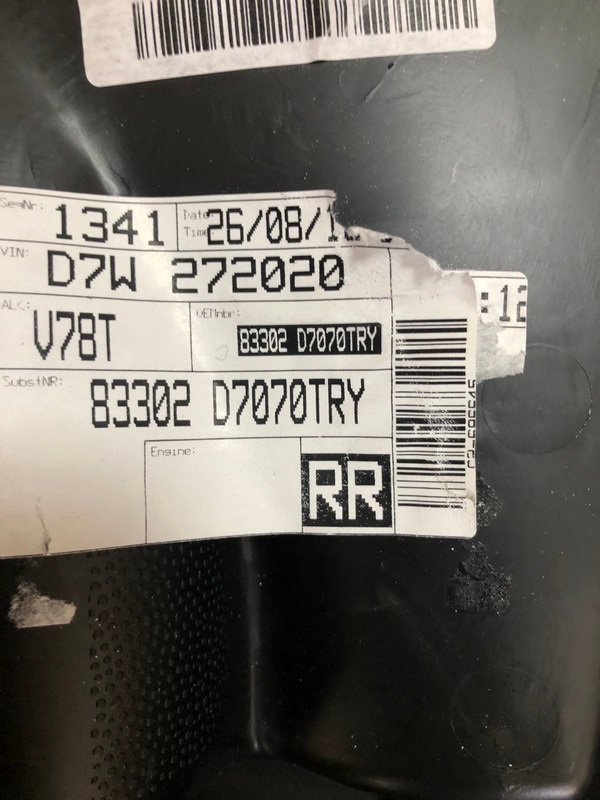 SeqNr: 1341 Date Time 26/08/1
:12
VIN: D7W 272020
ALC: V78T OEMnbr: 83302 D7070TRY
SubstNR: 83302 D7070TRY
Engine: RR